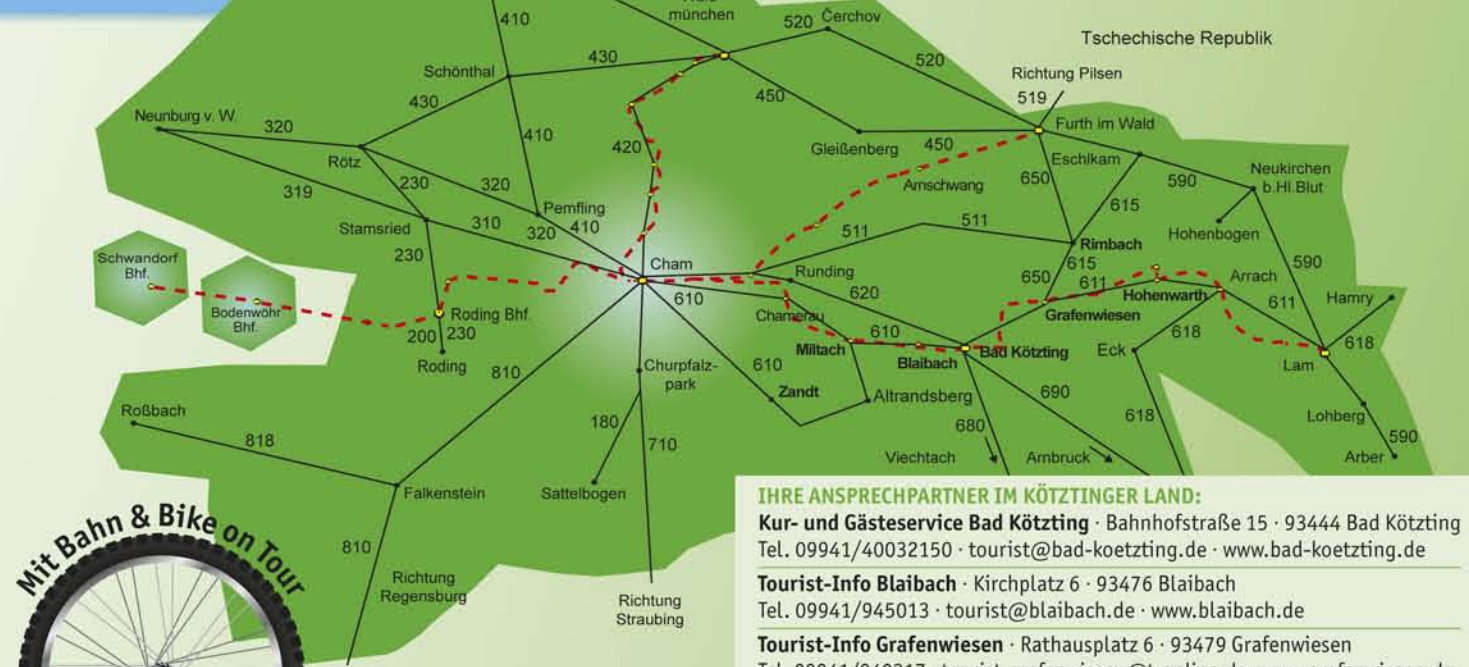 410
münchen
520 Čerchov
Tschechische Republik
430
520
Schönthal
Richtung Pilsen
519
430
450
Neunburg v. W.
Furth im Wald
320
410
420
Gleißenberg
450
Eschlkam
Rötz
Neukirchen
b.Hl.Blut
319
230
320
650
590
Arnschwang
615
Pemfling
Stamsried
310
320
410
511
511
Hohenbogen
230
Rimbach
Schwandorf
Bhf.
Cham
Runding
650
615
590
611
Arrach
610
620
Hohenwarth
611
Hamry
Bodenwöhr
Bhf.
Roding Bhf.
Chamerau
Grafenwiesen
200
230
610
618
618
Miltach
Blaibach
Bad Kötzting
Eck
Lam
Roding
810
Churpfalz-
park
610
Zandt
Altrandsberg
690
618
Lohberg
Roßbach
180
710
680
590
818
Viechtach
Arnbruck
Arber
Falkenstein
Sattelbogen
810
Richtung
Regensburg
Richtung
Straubing
Mit Bahn & Bike on Tour
IHRE ANSPRECHPARTNER IM KÖTZTINGER LAND:
Kur- und Gästeservice Bad Kötzting · Bahnhofstraße 15 · 93444 Bad Kötzting
Tel. 09941/40032150 · tourist@bad-koetzting.de · www.bad-koetzting.de
Tourist-Info Blaibach · Kirchplatz 6 · 93476 Blaibach
Tel. 09941/945013 · tourist@blaibach.de · www.blaibach.de
Tourist-Info Grafenwiesen · Rathausplatz 6 · 93479 Grafenwiesen